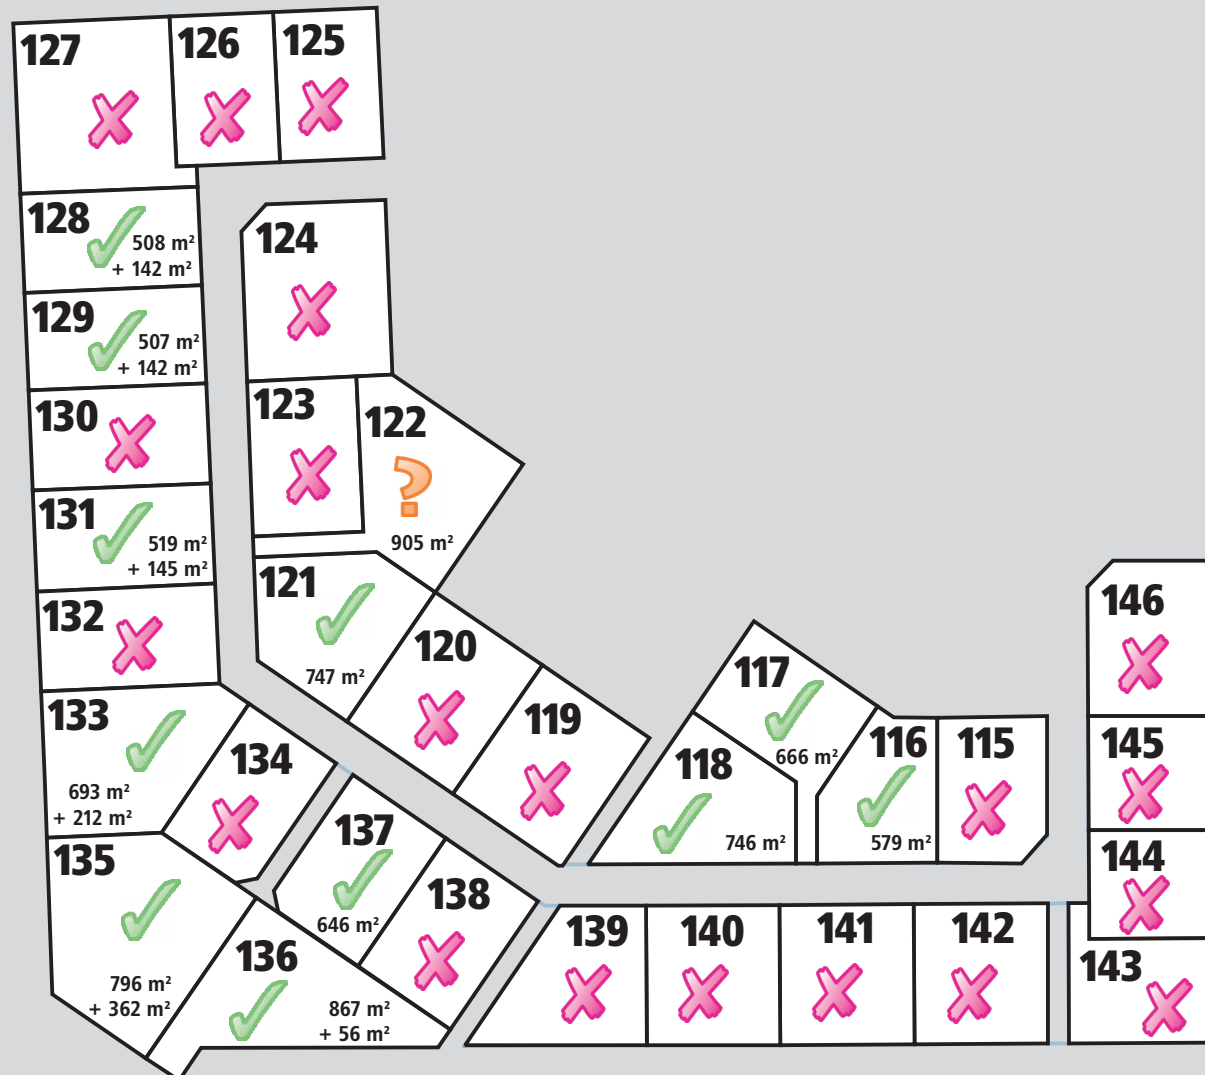 127
126
125
128
508 m²
+ 142 m²
124
129
507 m²
+ 142 m²
130
123
122
?
905 m²
131
519 m²
+ 145 m²
121
747 m²
132
120
119
133
693 m²
+ 212 m²
134
117
666 m²
118
746 m²
116
579 m²
115
146
145
144
143
135
796 m²
+ 362 m²
137
646 m²
138
136
867 m²
+ 56 m²
139
140
141
142